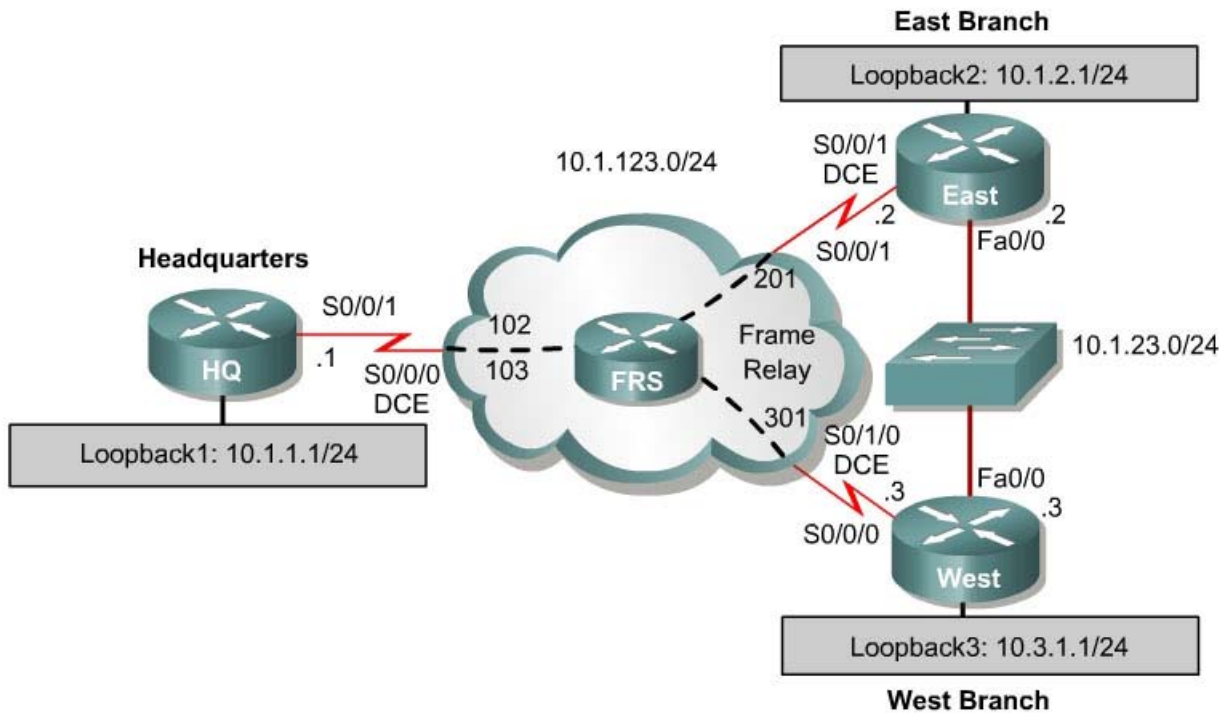 East Branch
Loopback2: 10.1.2.1/24
S0/0/1
DCE
10.1.123.0/24
East
.2
.2
S0/0/1
Fa0/0
Headquarters
201
S0/0/1
102
Frame
Relay
10.1.23.0/24
HQ
.1
103
FRS
S0/0/0
DCE
301
S0/1/0
DCE
Loopback1: 10.1.1.1/24
Fa0/0
.3
.3
S0/0/0
West
Loopback3: 10.3.1.1/24
West Branch